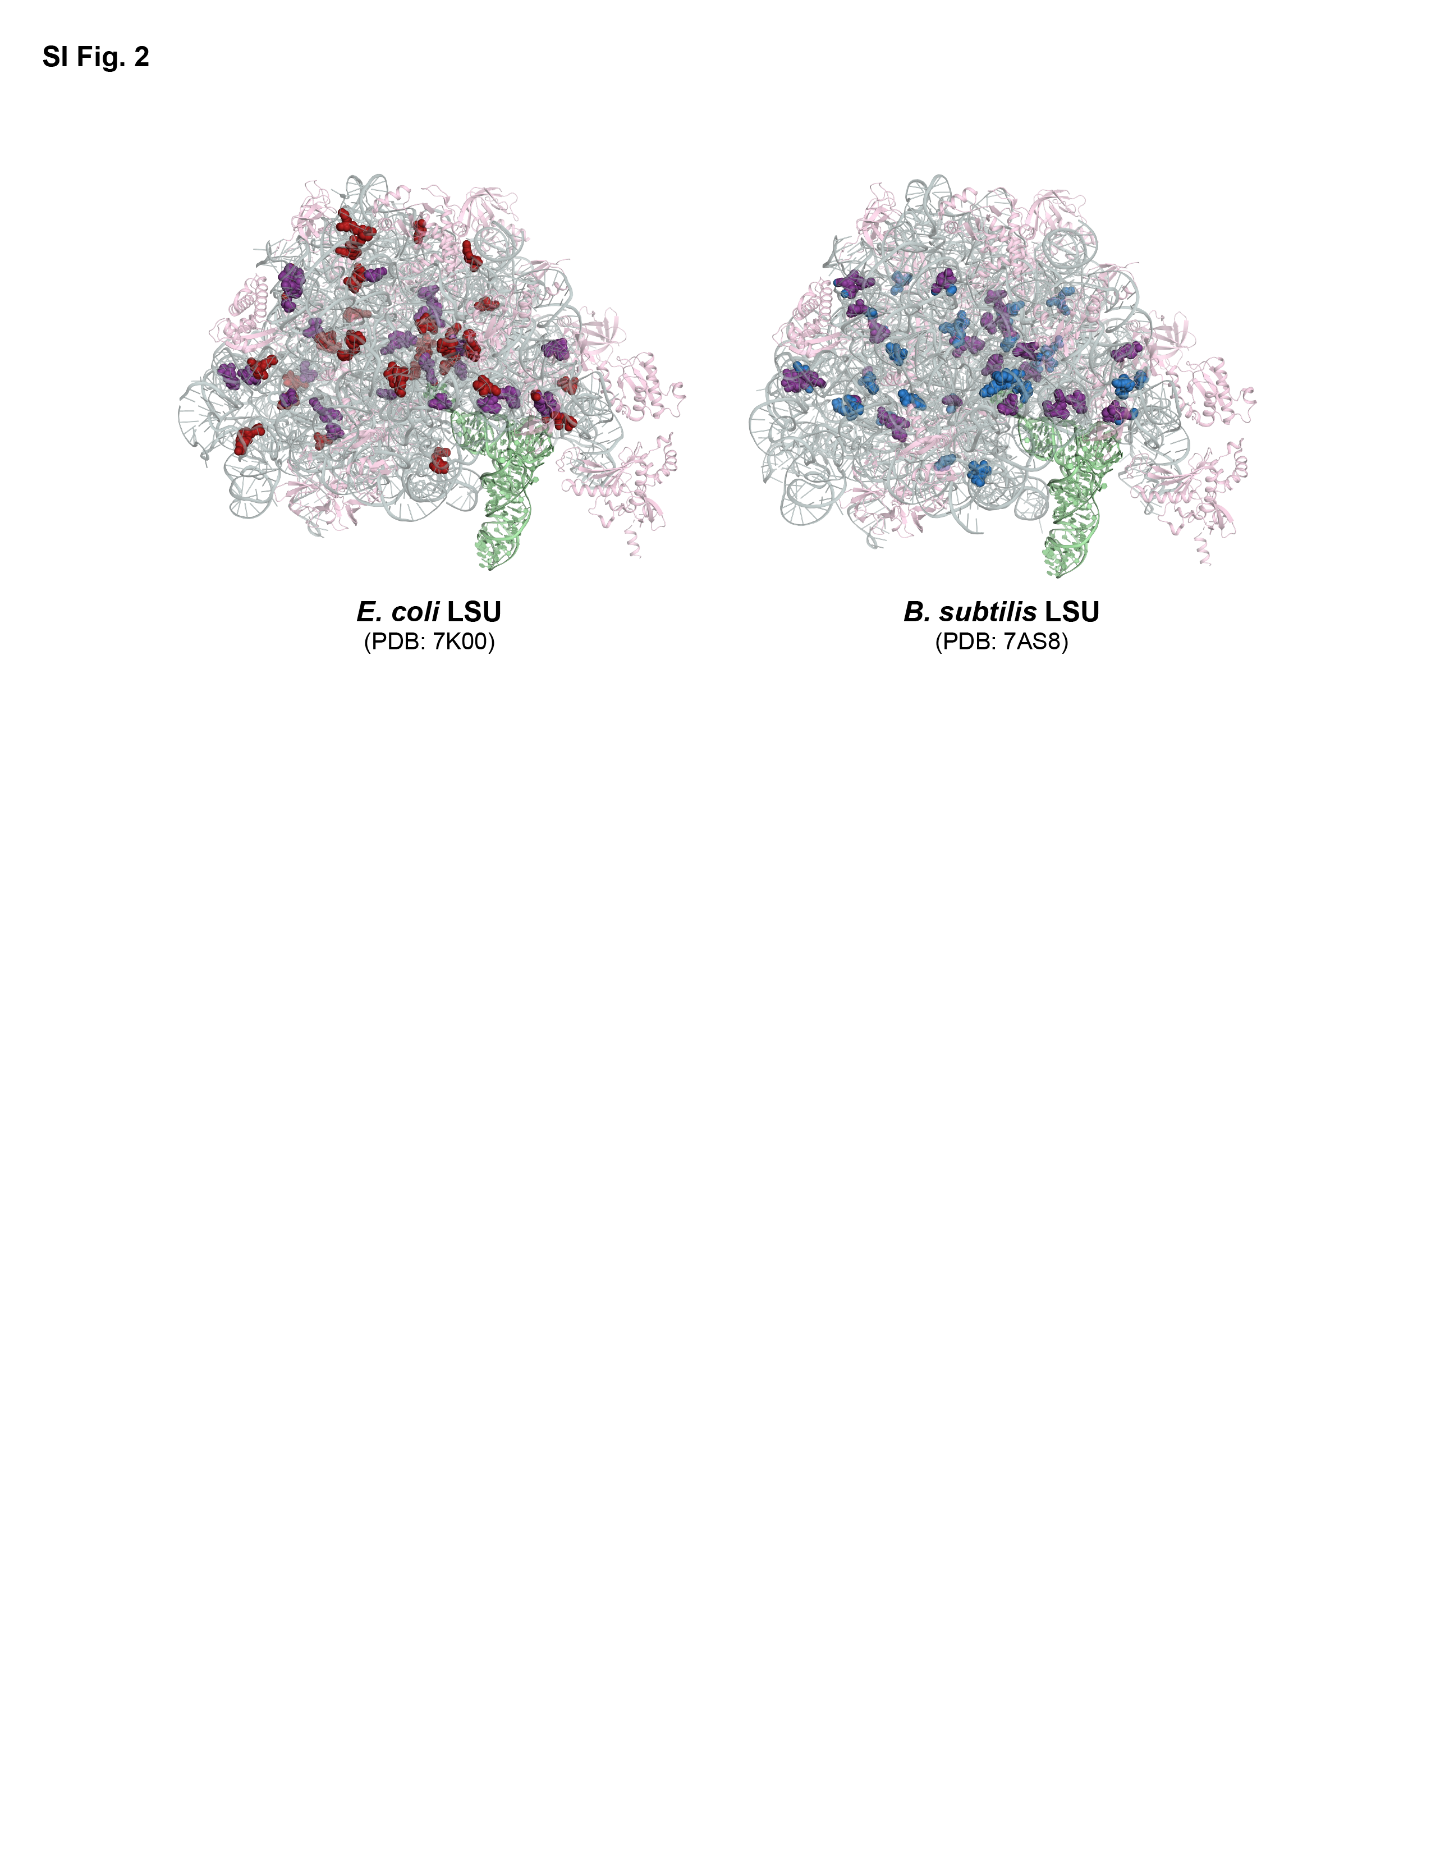 SI Fig. 2
E. coli LSU
(PDB: 7K00)
B. subtilis LSU
(PDB: 7AS8)